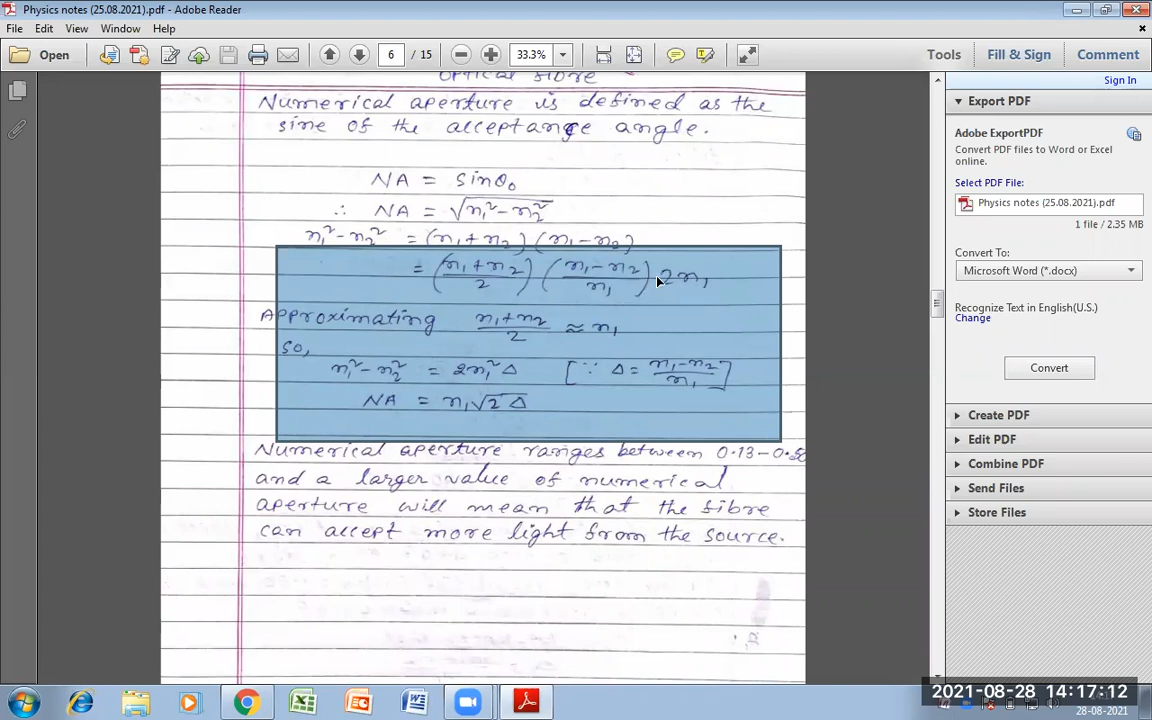 Physics notes (25.08.2021).pdf - Adobe Reader
File Edit View Window Help
Open 6 / 15 33.3% Tools Fill & Sign Comment
Sign In
Optical fibre
Numerical aperture is defined as the
sine of the acceptance angle.
NA = sinθ₀
∴ NA = √(n₁² − n₂²)
n₁² − n₂² = (n₁ + n₂) (n₁ − n₂)
= ((n₁ + n₂)/2) ((n₁ − n₂)/n₁) 2n₁
Approximating (n₁ + n₂)/2 ≈ n₁
so,
n₁² − n₂² = 2n₁²Δ [∵ Δ = (n₁ − n₂)/n₁]
NA = n₁√2Δ
Numerical aperture ranges between 0.13 – 0.50
and a larger value of numerical
aperture will mean that the fibre
can accept more light from the source.
Export PDF
Adobe ExportPDF
Convert PDF files to Word or Excel
online.
Select PDF File:
Physics notes (25.08.2021).pdf
1 file / 2.35 MB
Convert To:
Microsoft Word (*.docx)
Recognize Text in English(U.S.)
Change
Convert
Create PDF
Edit PDF
Combine PDF
Send Files
Store Files
2021-08-28 14:17:12
28-08-2021